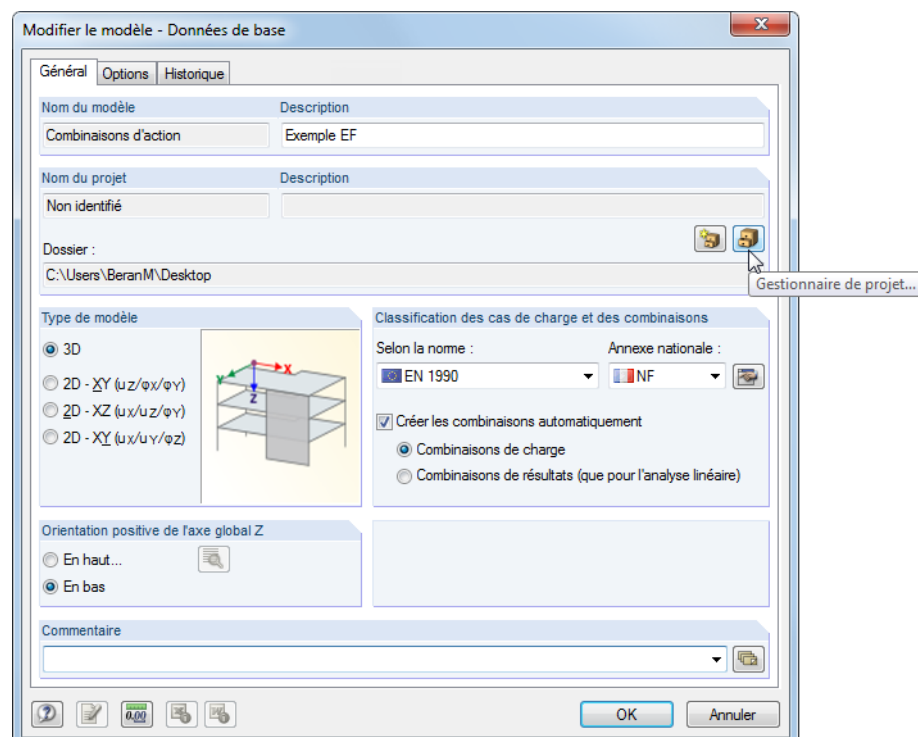 Modifier le modèle - Données de base
Général Options Historique
Nom du modèle Description
Combinaisons d'action Exemple EF
Nom du projet Description
Non identifié
Dossier :
C:\Users\BeranM\Desktop
Gestionnaire de projet...
Type de modèle
3D
2D - XY (uZ/φX/φY)
2D - XZ (uX/uZ/φY)
2D - XY (uX/uY/φZ)
Y X
Z
Classification des cas de charge et des combinaisons
Selon la norme : Annexe nationale :
EN 1990 NF
Créer les combinaisons automatiquement
Combinaisons de charge
Combinaisons de résultats (que pour l'analyse linéaire)
Orientation positive de l'axe global Z
En haut...
En bas
Commentaire
0.00
OK Annuler